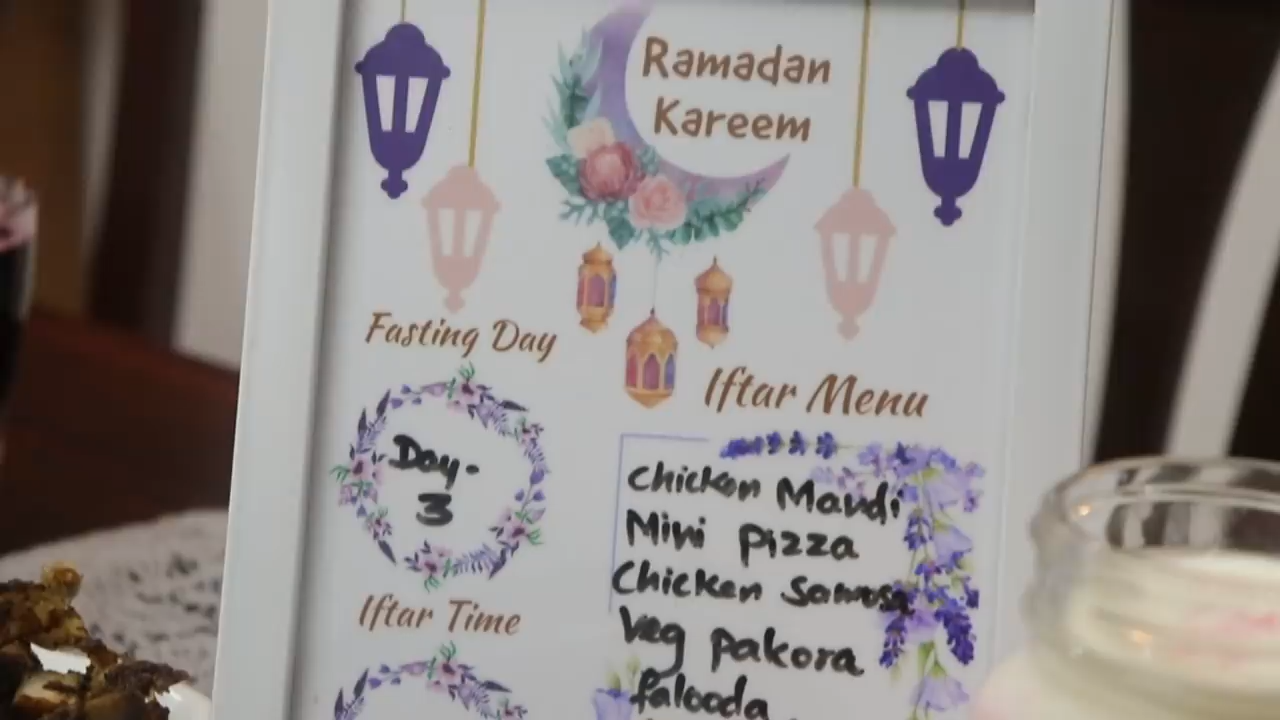 Ramadan
Kareem
Fasting Day
Day-
3
Iftar Time
Iftar Menu
Chicken Mandi
Mini Pizza
Chicken Samosa
Veg Pakora
falooda